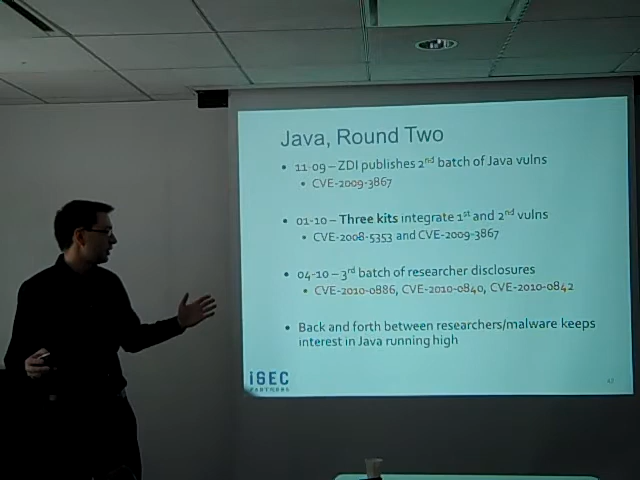 Java, Round Two
• 11-09 – ZDI publishes 2nd batch of Java vulns
• CVE-2009-3867
• 01-10 – Three kits integrate 1st and 2nd vulns
• CVE-2008-5353 and CVE-2009-3867
• 04-10 – 3rd batch of researcher disclosures
• CVE-2010-0886, CVE-2010-0840, CVE-2010-0842
• Back and forth between researchers/malware keeps
interest in Java running high
iSEC
PARTNERS